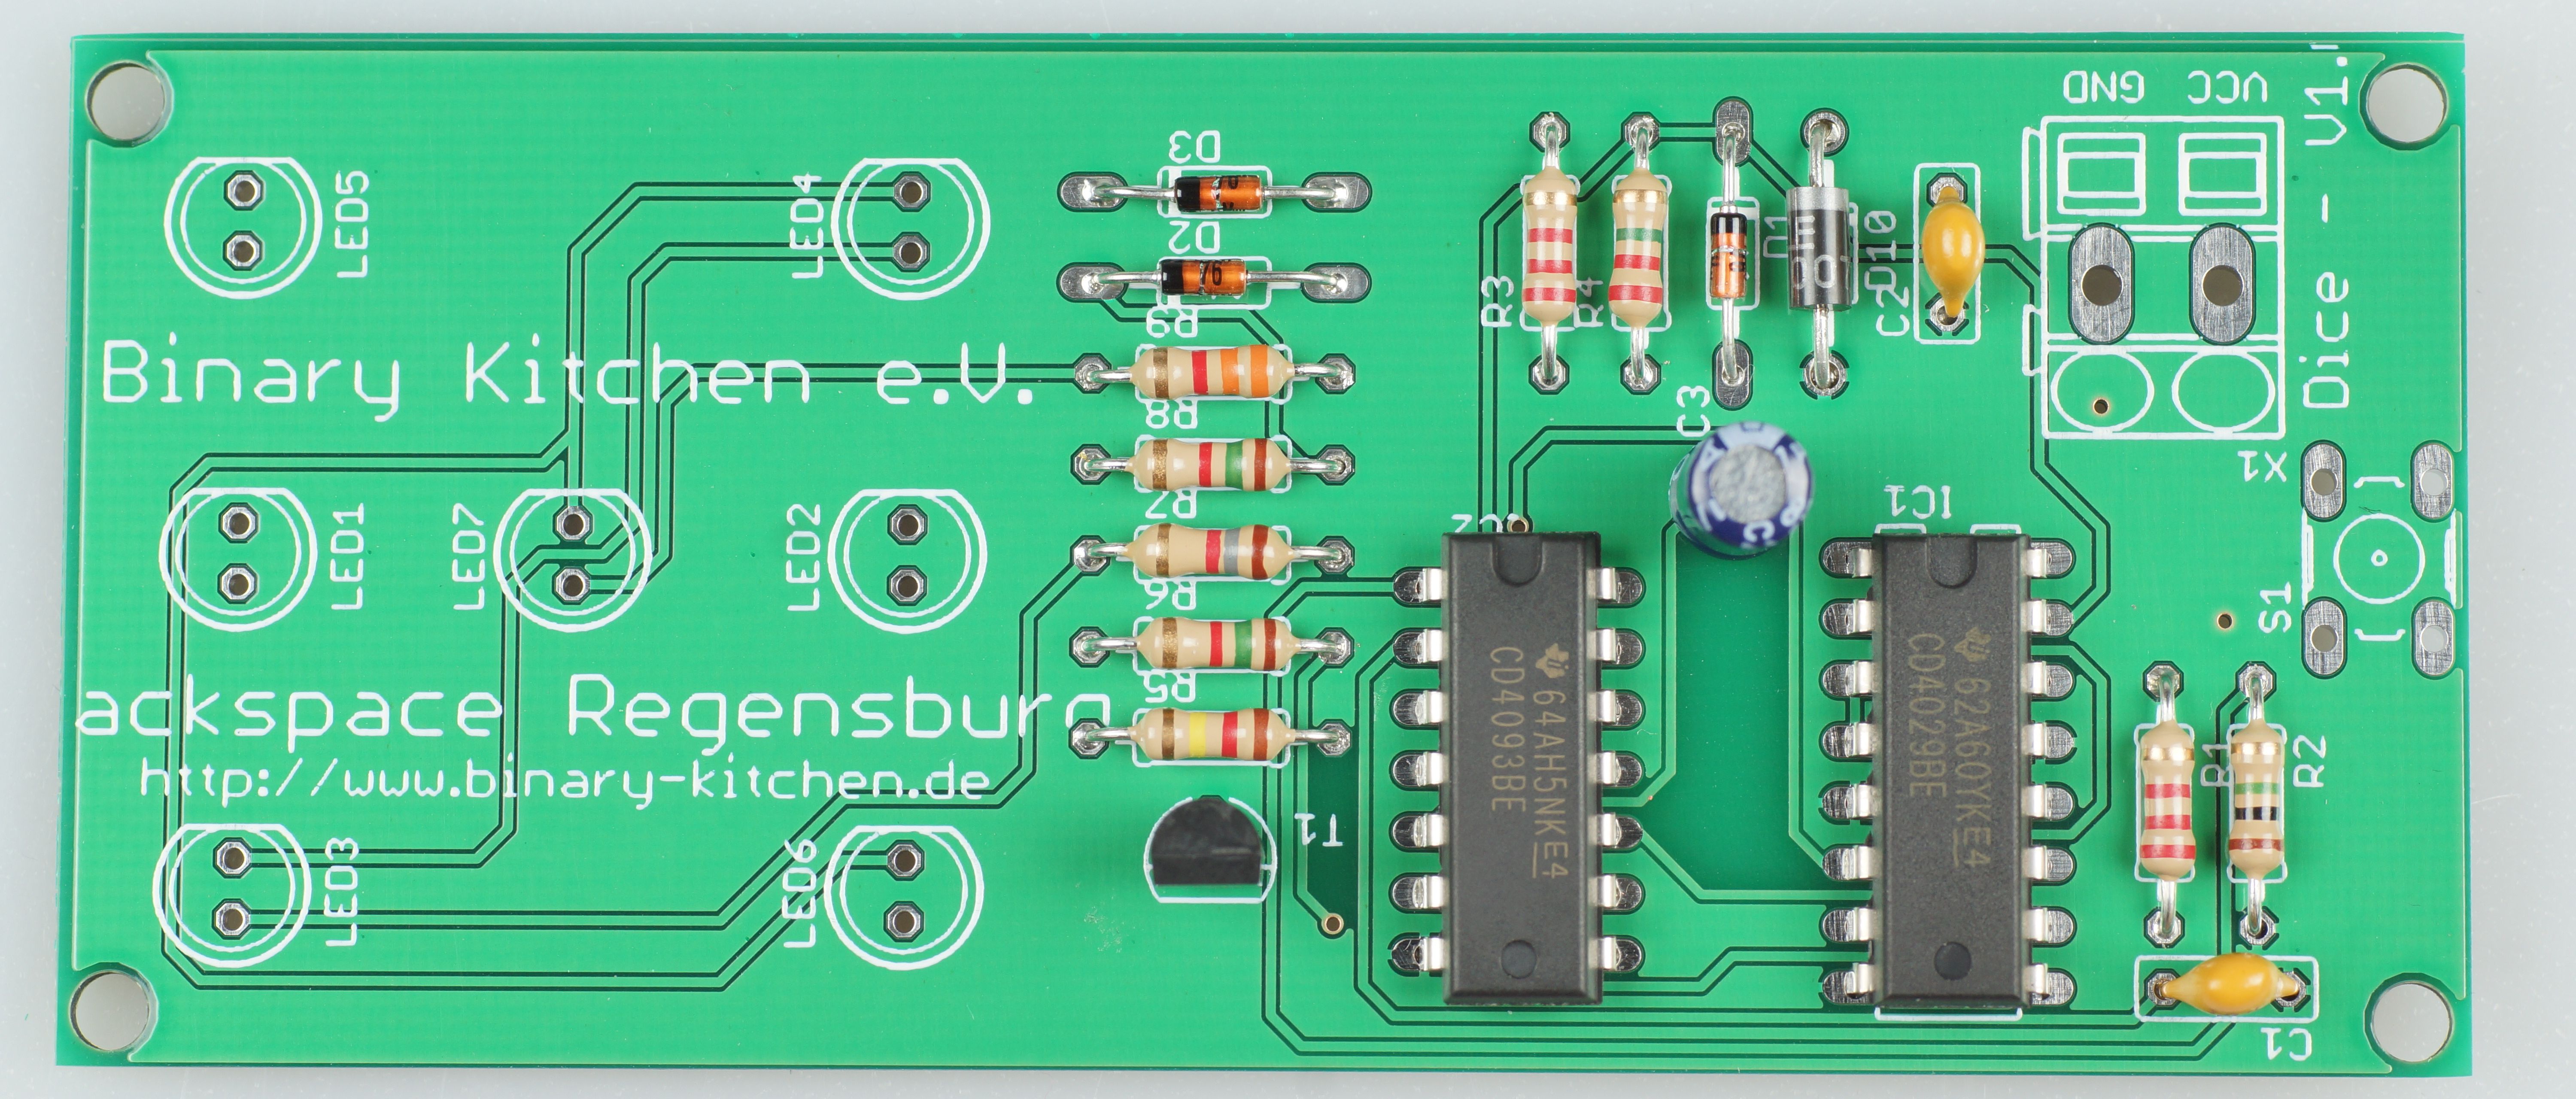 GND VCC
Dice - V1.
LED5
LED4
D3
D2
R3
R4
D1
D10
C2
Binary Kitchen e.V.
R9
R8
C3
X1
LED1
LED7
LED2
R7
IC1
S1
R6
64AH5NKE4
CD4093BE
62A60YKE4
CD4029BE
ackspace Regensburg
R5
http://www.binary-kitchen.de
R1
R2
LED3
LED6
T1
C1